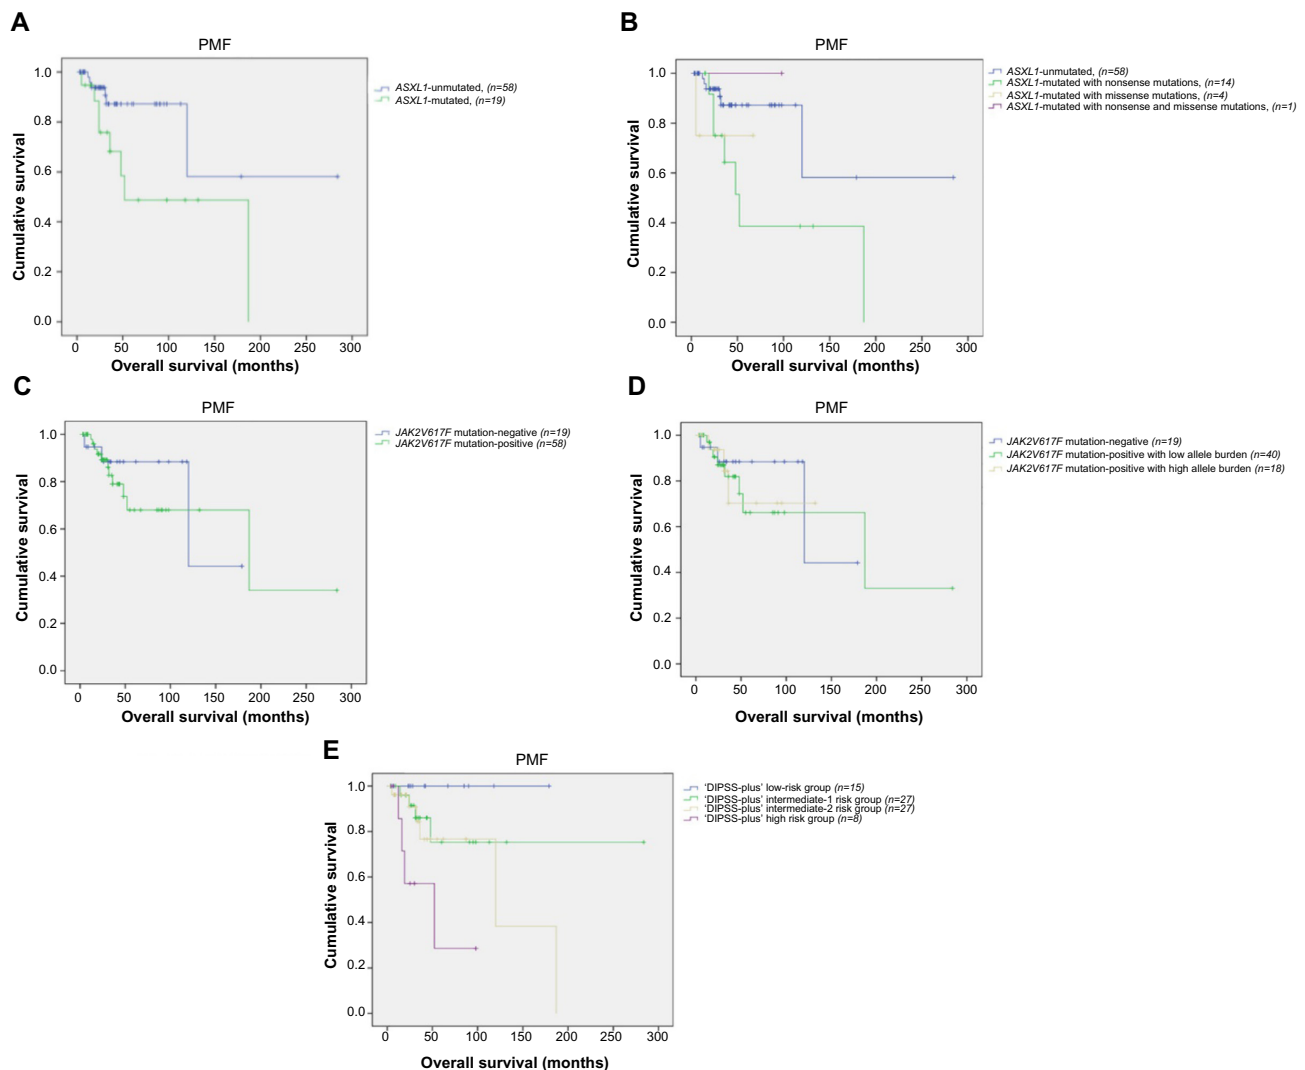 A
PMF
Cumulative survival
1.0
0.8
0.6
0.4
0.2
0.0
0 50 100 150 200 250 300
Overall survival (months)
ASXL1-unmutated, (n=58)
ASXL1-mutated, (n=19)
B
PMF
Cumulative survival
1.0
0.8
0.6
0.4
0.2
0.0
0 50 100 150 200 250 300
Overall survival (months)
ASXL1-unmutated, (n=58)
ASXL1-mutated with nonsense mutations, (n=14)
ASXL1-mutated with missense mutations, (n=4)
ASXL1-mutated with nonsense and missense mutations, (n=1)
C
PMF
Cumulative survival
1.0
0.8
0.6
0.4
0.2
0.0
0 50 100 150 200 250 300
Overall survival (months)
JAK2V617F mutation-negative (n=19)
JAK2V617F mutation-positive (n=58)
D
PMF
Cumulative survival
1.0
0.8
0.6
0.4
0.2
0.0
0 50 100 150 200 250 300
Overall survival (months)
JAK2V617F mutation-negative (n=19)
JAK2V617F mutation-positive with low allele burden (n=40)
JAK2V617F mutation-positive with high allele burden (n=18)
E
PMF
Cumulative survival
1.0
0.8
0.6
0.4
0.2
0.0
0 50 100 150 200 250 300
Overall survival (months)
‘DIPSS-plus’ low-risk group (n=15)
‘DIPSS-plus’ intermediate-1 risk group (n=27)
‘DIPSS-plus’ intermediate-2 risk group (n=27)
‘DIPSS-plus’ high risk group (n=8)